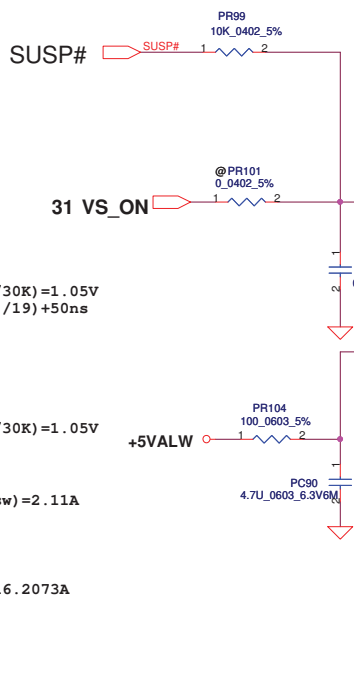 PR99
10K_0402_5%
SUSP#
SUSP#
1
2
@PR101
0_0402_5%
31 VS_ON
1
2
1
2
/30K)=1.05V
/19)+50ns
PR104
100_0603_5%
/30K)=1.05V
+5VALW
1
2
1
PC90
4.7U_0603_6.3V6M
2
sw)=2.11A
6.2073A